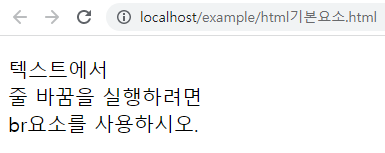 localhost/example/html기본요소.html
텍스트에서
줄 바꿈을 실행하려면
br요소를 사용하시오.